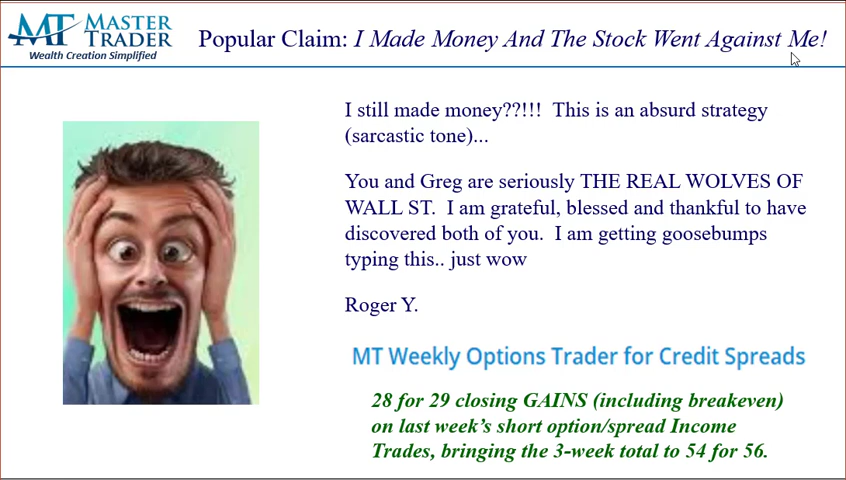 MT MASTER TRADER
Wealth Creation Simplified
Popular Claim: I Made Money And The Stock Went Against Me!
I still made money??!!!  This is an absurd strategy
(sarcastic tone)...
You and Greg are seriously THE REAL WOLVES OF
WALL ST.  I am grateful, blessed and thankful to have
discovered both of you.  I am getting goosebumps
typing this.. just wow
Roger Y.
MT Weekly Options Trader for Credit Spreads
28 for 29 closing GAINS (including breakeven)
on last week's short option/spread Income
Trades, bringing the 3-week total to 54 for 56.